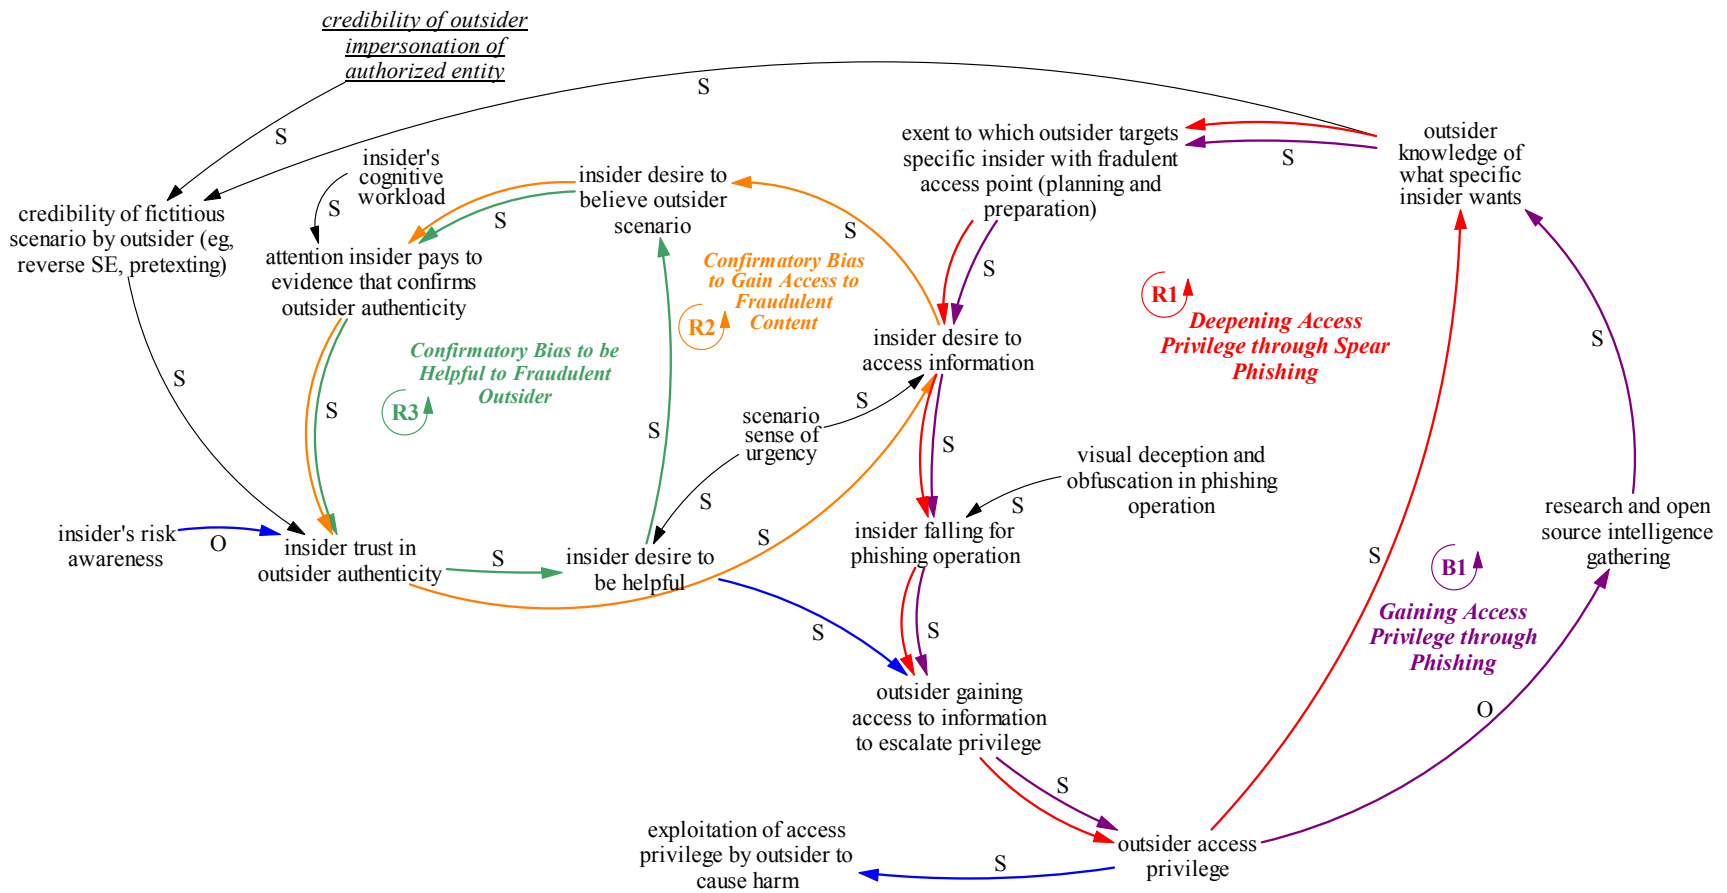 credibility of outsider
impersonation of
authorized entity
S
S
insider's
cognitive
workload
S
credibility of fictitious
scenario by outsider (eg,
reverse SE, pretexting)
attention insider pays to
evidence that confirms
outsider authenticity
insider desire to
believe outsider
scenario
S
S
exent to which outsider targets
specific insider with fradulent
access point (planning and
preparation)
S
outsider
knowledge of
what specific
insider wants
Confirmatory Bias
to Gain Access to
Fraudulent
Content
R2
S
R1
Deepening Access
Privilege through Spear
Phishing
S
insider desire to
access information
Confirmatory Bias to be
Helpful to Fraudulent
Outsider
R3
S
S
S
scenario
sense of
urgency
S
S
S
visual deception and
obfuscation in phishing
operation
S
research and open
source intelligence
gathering
insider's risk
awareness
O
insider trust in
outsider authenticity
S
insider desire to
be helpful
S
insider falling for
phishing operation
S
B1
Gaining Access
Privilege through
Phishing
S
S
outsider gaining
access to information
to escalate privilege
O
S
exploitation of access
privilege by outsider to
cause harm
S
outsider access
privilege